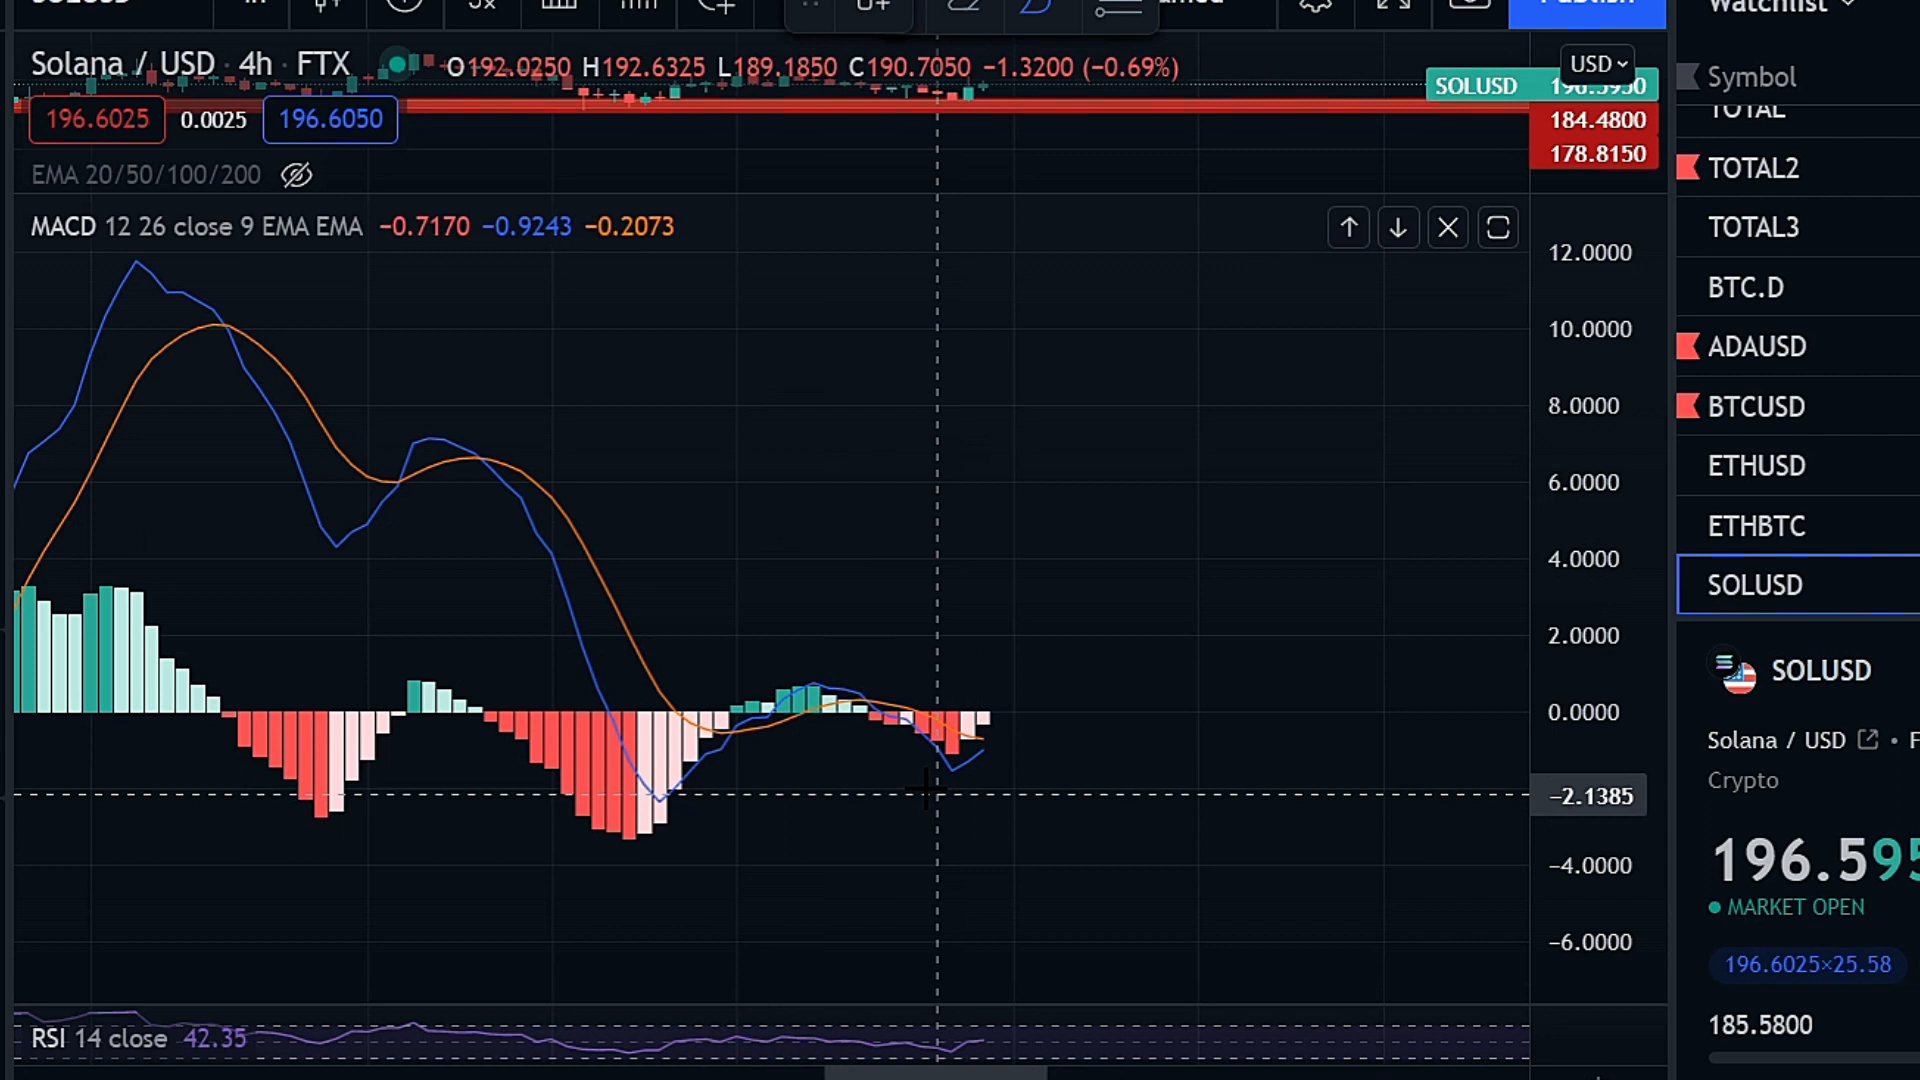 Solana / USD · 4h · FTX
O192.0250 H192.6325 L189.1850 C190.7050 −1.3200 (−0.69%)
USD
SOLUSD
196.6025
0.0025
196.6050
184.4800
178.8150
EMA 20/50/100/200
MACD 12 26 close 9 EMA EMA −0.7170 −0.9243 −0.2073
12.0000
10.0000
8.0000
6.0000
4.0000
2.0000
0.0000
−2.1385
−4.0000
−6.0000
RSI 14 close 42.35
Watchlist
Symbol
TOTAL
TOTAL2
TOTAL3
BTC.D
ADAUSD
BTCUSD
ETHUSD
ETHBTC
SOLUSD
SOLUSD
Solana / USD • F
Crypto
196.595
MARKET OPEN
196.6025×25.58
185.5800